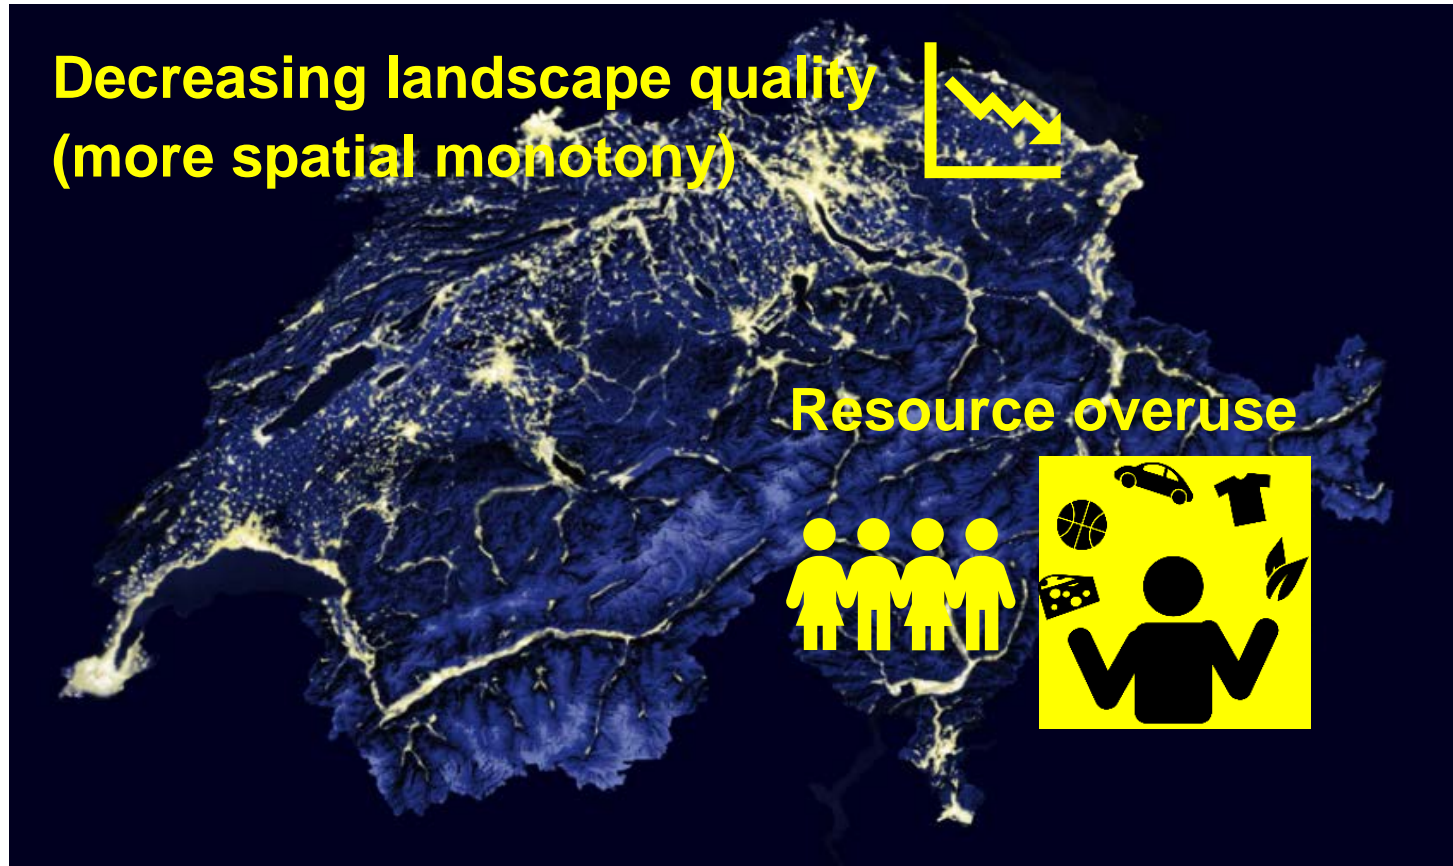 Decreasing landscape quality
(more spatial monotony)
Resource overuse